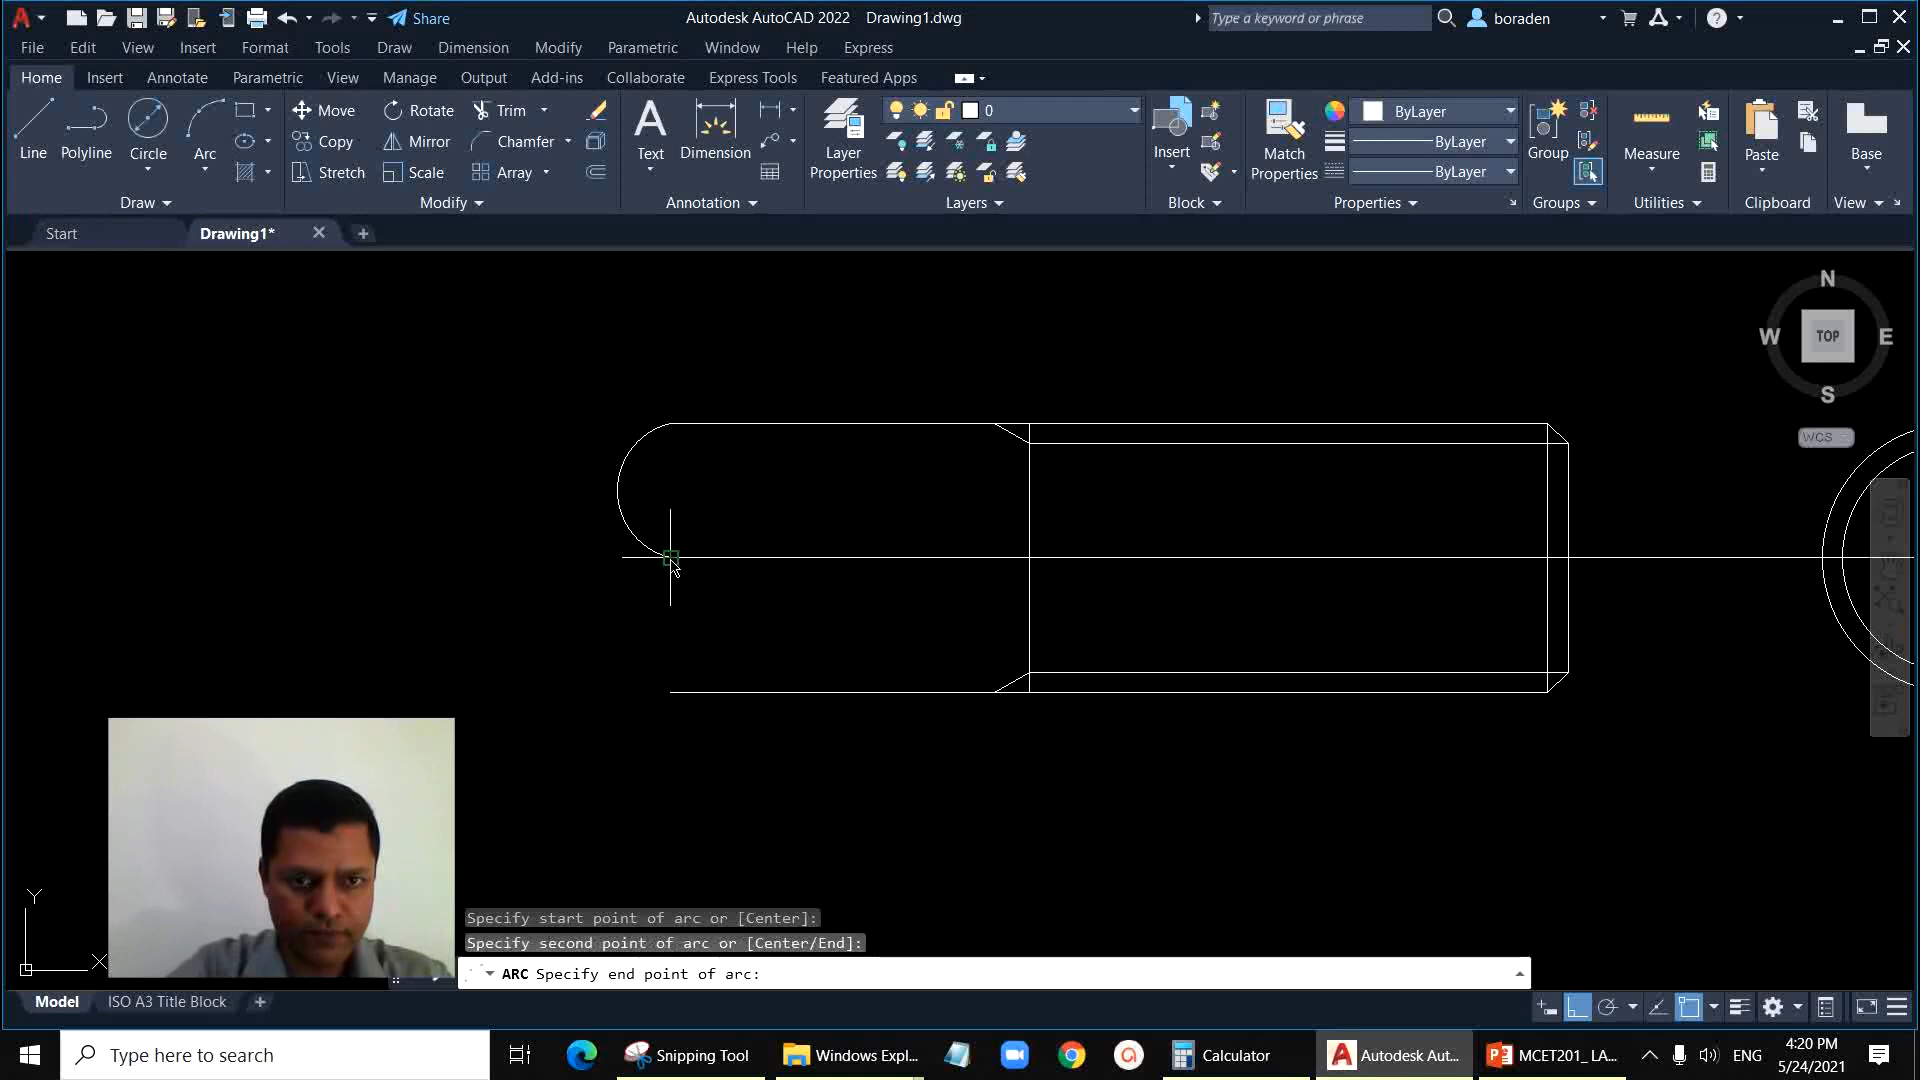 Share
Autodesk AutoCAD 2022 Drawing1.dwg
Type a keyword or phrase
boraden
File Edit View Insert Format Tools Draw Dimension Modify Parametric Window Help Express
Home Insert Annotate Parametric View Manage Output Add-ins Collaborate Express Tools Featured Apps
Line Polyline Circle Arc
Move Rotate Trim
Copy Mirror Chamfer
Stretch Scale Array
Text Dimension
Layer Properties
0
Insert
Match Properties
ByLayer
ByLayer
ByLayer
Group
Measure
Paste
Base
Draw Modify Annotation Layers Block Properties Groups Utilities Clipboard View
Start Drawing1*
N
W TOP E
S
WCS
Y
X
Specify start point of arc or [Center]:
Specify second point of arc or [Center/End]:
ARC Specify end point of arc:
Model ISO A3 Title Block
Type here to search
Snipping Tool
Windows Expl...
Calculator
Autodesk Aut...
MCET201_ LA...
ENG
4:20 PM
5/24/2021